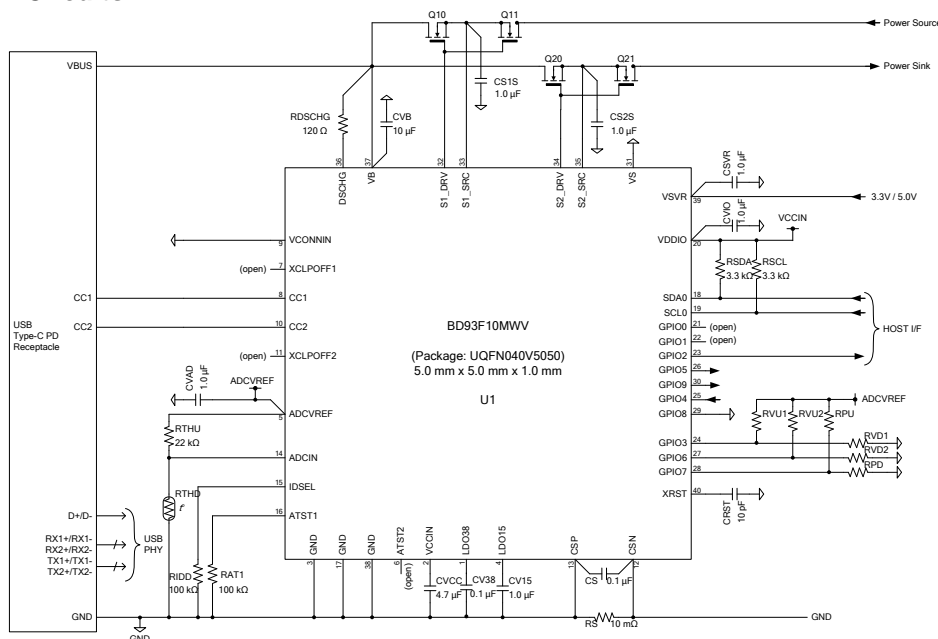 Q10
Q11
Power Source
VBUS
Q20
Q21
Power Sink
CS1S
1.0 µF
CS2S
1.0 µF
RDSCHG
120 Ω
CVB
10 µF
36
37
32
33
34
35
31
DSCHG
VB
S1_DRV
S1_SRC
S2_DRV
S2_SRC
VS
CSVR
1.0 µF
VSVR
39
3.3V / 5.0V
CVIO
1.0 µF
VCCIN
VDDIO
20
RSDA
3.3 kΩ
RSCL
3.3 kΩ
VCONNIN
9
(open)
7
XCLPOFF1
CC1
8
CC1
CC2
10
CC2
(open)
11
XCLPOFF2
USB
Type-C PD
Receptacle
BD93F10MWV
(Package: UQFN040V5050)
5.0 mm x 5.0 mm x 1.0 mm
U1
SDA0
18
SCL0
19
GPIO0
21
(open)
GPIO1
22
(open)
GPIO2
23
HOST I/F
GPIO5
26
GPIO9
30
GPIO4
25
GPIO8
29
CVAD
1.0 µF
ADCVREF
ADCVREF
5
RTHU
22 kΩ
14
ADCIN
RTHD
t°
15
IDSEL
16
ATST1
ADCVREF
RVU1
RVU2
RPU
GPIO3
24
RVD1
GPIO6
27
RVD2
GPIO7
28
RPD
XRST
40
CRST
10 pF
D+/D-
RX1+/RX1-
RX2+/RX2-
TX1+/TX1-
TX2+/TX2-
USB
PHY
RIDD
100 kΩ
RAT1
100 kΩ
GND
GND
GND
ATST2
VCCIN
LDO38
LDO15
CSP
CSN
3
17
38
6
2
1
4
13
12
(open)
CVCC
4.7 µF
CV38
0.1 µF
CV15
1.0 µF
CS
0.1 µF
RS
10 mΩ
GND
GND
GND